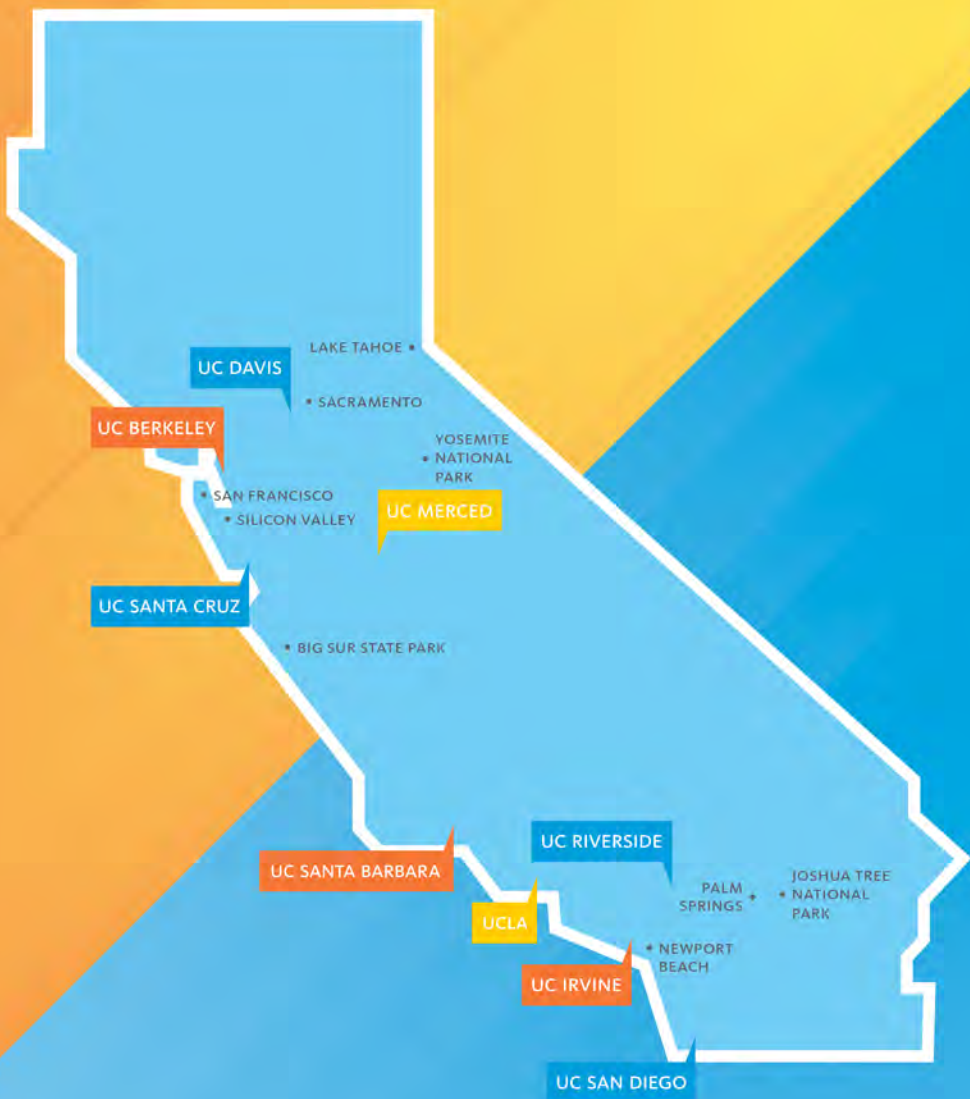 LAKE TAHOE
UC DAVIS
SACRAMENTO
UC BERKELEY
YOSEMITE
NATIONAL
PARK
SAN FRANCISCO
UC MERCED
SILICON VALLEY
UC SANTA CRUZ
BIG SUR STATE PARK
UC RIVERSIDE
UC SANTA BARBARA
PALM
SPRINGS
JOSHUA TREE
NATIONAL
PARK
UCLA
NEWPORT
BEACH
UC IRVINE
UC SAN DIEGO